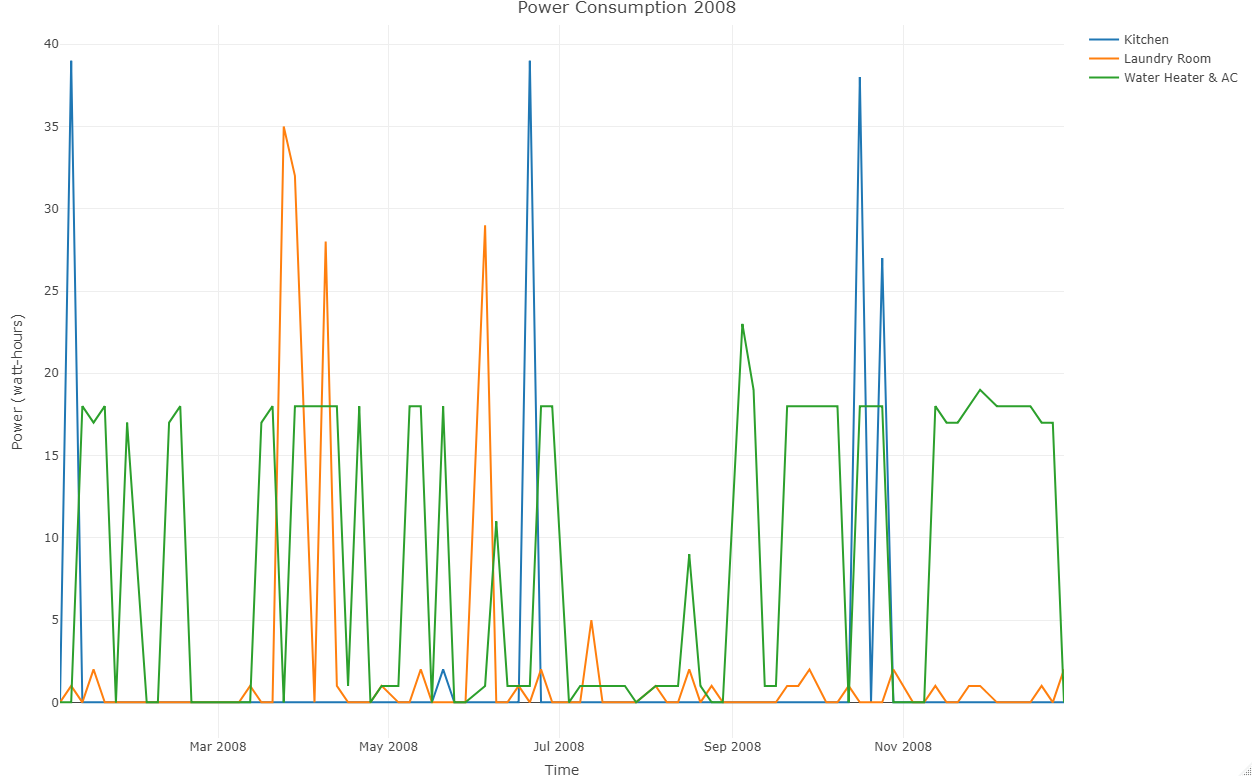 Power Consumption 2008
Kitchen
Laundry Room
Water Heater & AC
Power (watt-hours)
40
35
30
25
20
15
10
5
0
Mar 2008
May 2008
Jul 2008
Sep 2008
Nov 2008
Time